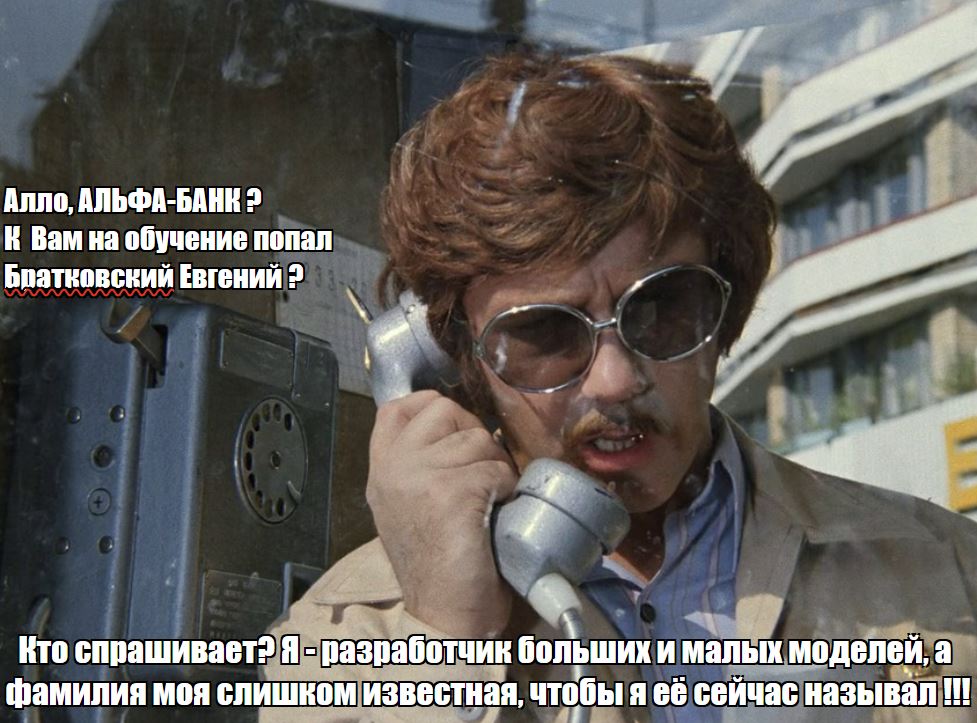 Алло, АЛЬФА-БАНК ?
К Вам на обучение попал
Братковский Евгений ?
Кто спрашивает? Я - разработчик больших и малых моделей, а
фамилия моя слишком известная, чтобы я её сейчас называл !!!